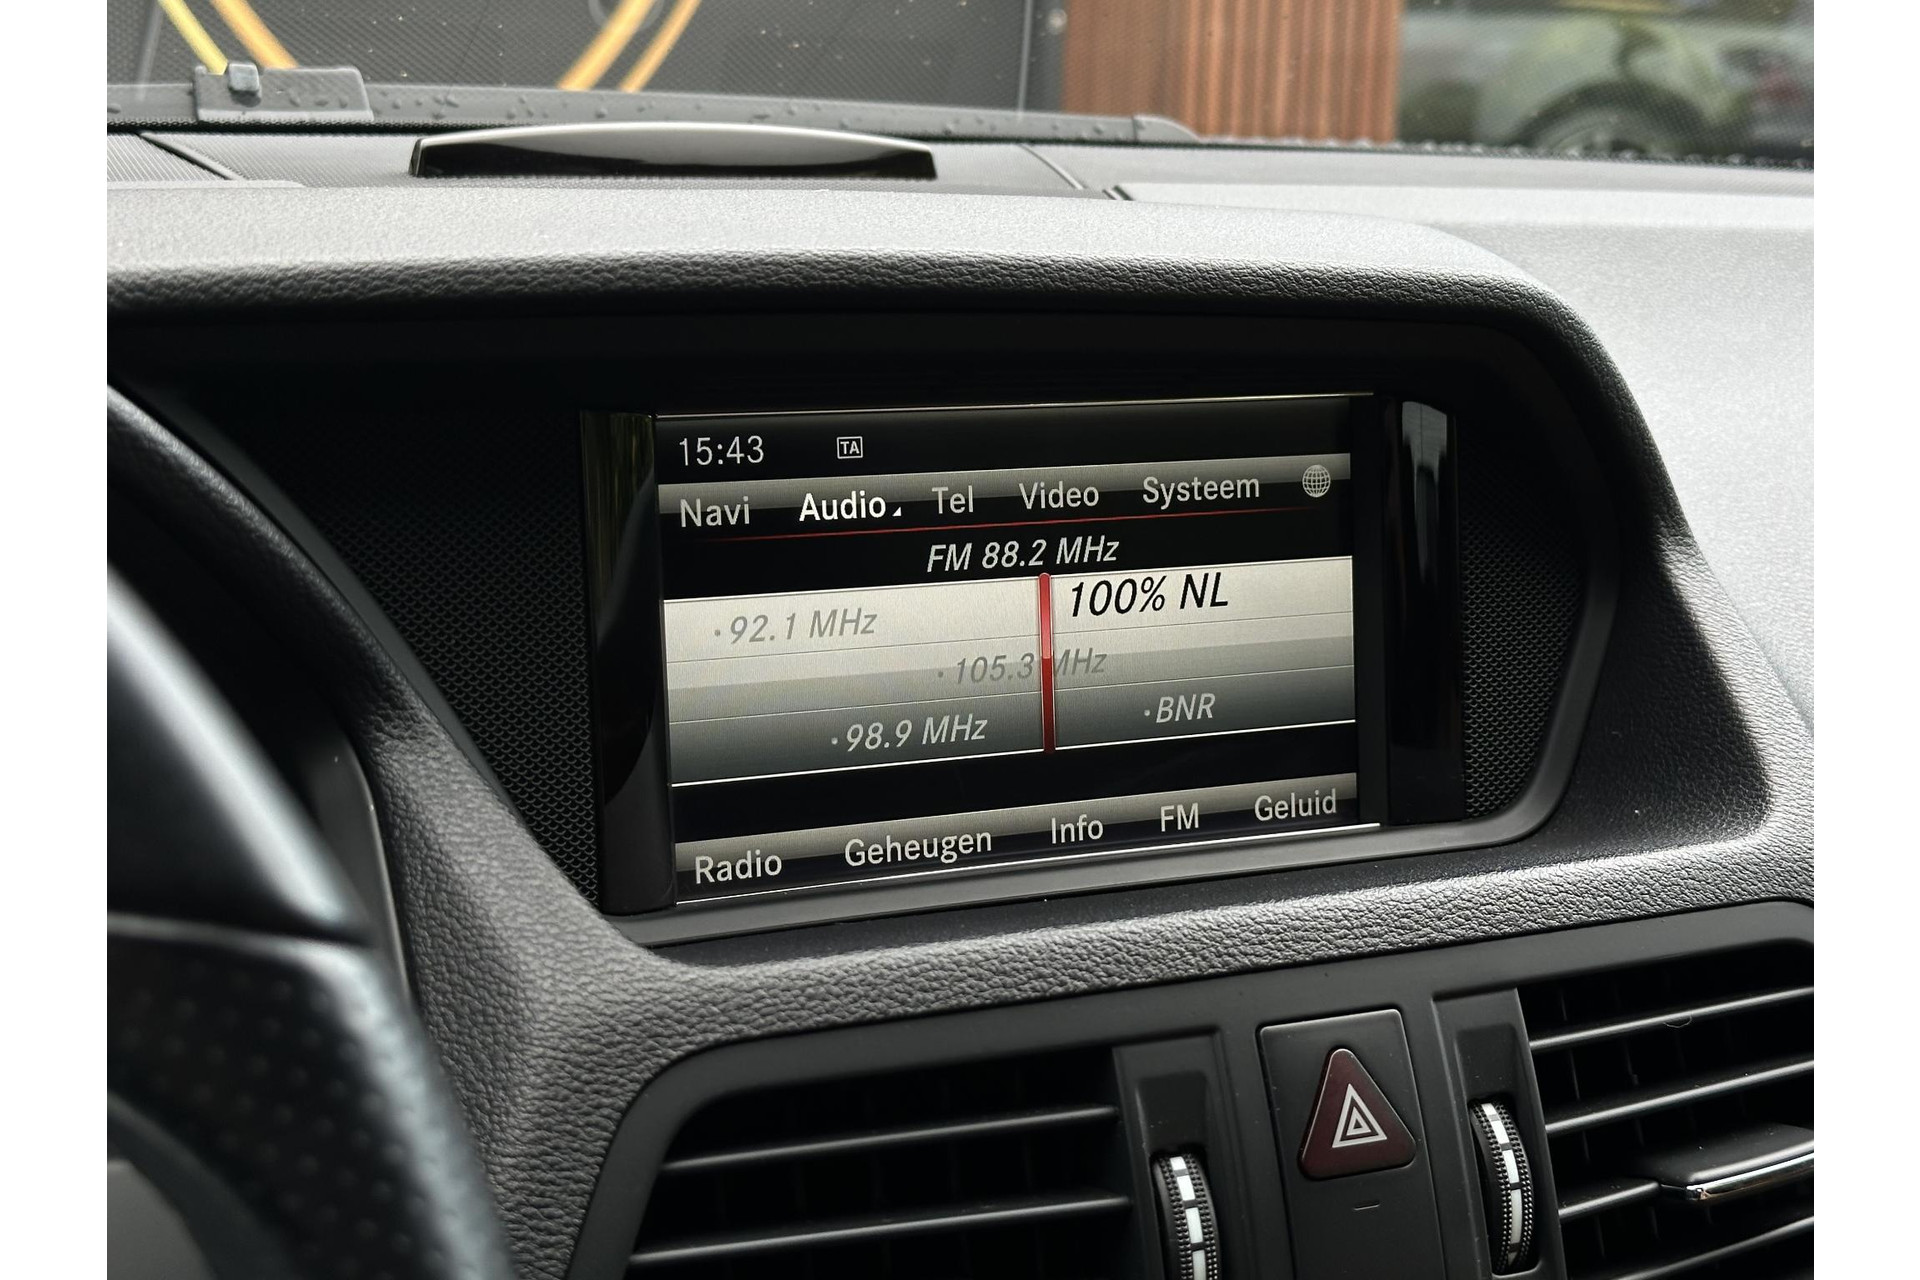 15:43 TA
Navi Audio Tel Video Systeem
FM 88.2 MHz
92.1 MHz 100% NL
105.3 MHz
98.9 MHz BNR
Radio Geheugen Info FM Geluid